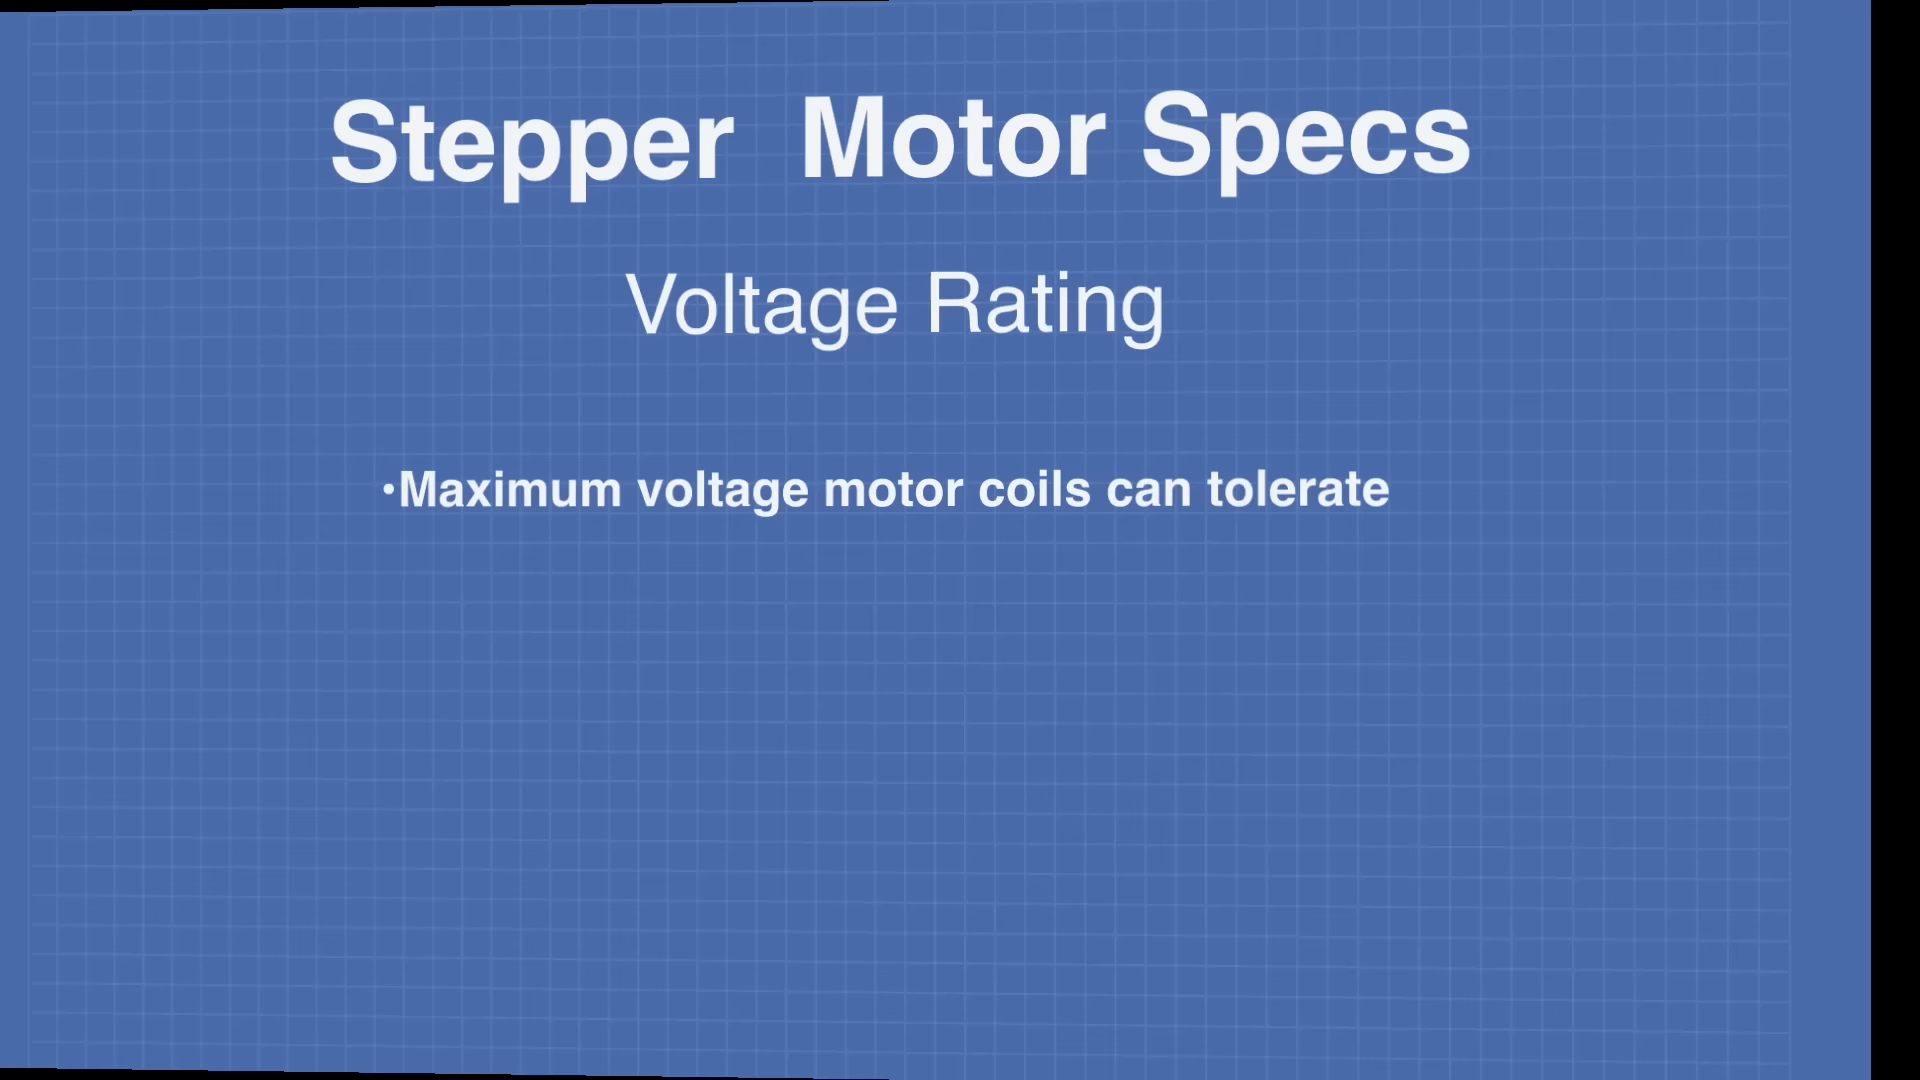 Stepper  Motor Specs
Voltage Rating
•Maximum voltage motor coils can tolerate